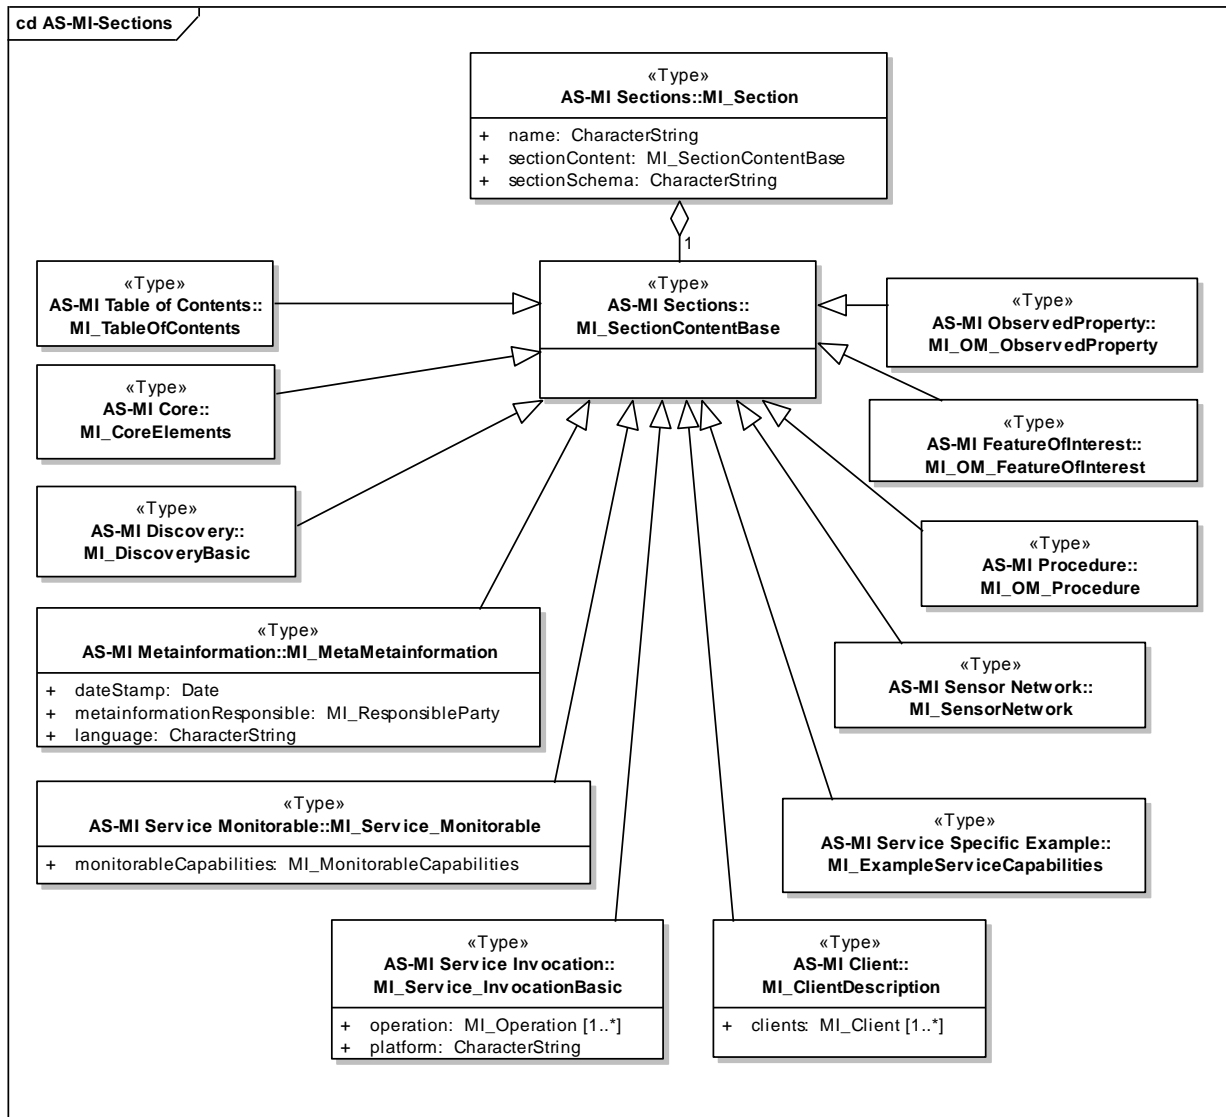 cd AS-MI-Sections
«Type»
AS-MI Sections::MI_Section
+ name: CharacterString
+ sectionContent: MI_SectionContentBase
+ sectionSchema: CharacterString
1
«Type»
AS-MI Table of Contents::
MI_TableOfContents
«Type»
AS-MI Sections::
MI_SectionContentBase
«Type»
AS-MI ObservedProperty::
MI_OM_ObservedProperty
«Type»
AS-MI Core::
MI_CoreElements
«Type»
AS-MI FeatureOfInterest::
MI_OM_FeatureOfInterest
«Type»
AS-MI Discovery::
MI_DiscoveryBasic
«Type»
AS-MI Procedure::
MI_OM_Procedure
«Type»
AS-MI Metainformation::MI_MetaMetainformation
+ dateStamp: Date
+ metainformationResponsible: MI_ResponsibleParty
+ language: CharacterString
«Type»
AS-MI Sensor Network::
MI_SensorNetwork
«Type»
AS-MI Service Monitorable::MI_Service_Monitorable
+ monitorableCapabilities: MI_MonitorableCapabilities
«Type»
AS-MI Service Specific Example::
MI_ExampleServiceCapabilities
«Type»
AS-MI Service Invocation::
MI_Service_InvocationBasic
+ operation: MI_Operation [1..*]
+ platform: CharacterString
«Type»
AS-MI Client::
MI_ClientDescription
+ clients: MI_Client [1..*]